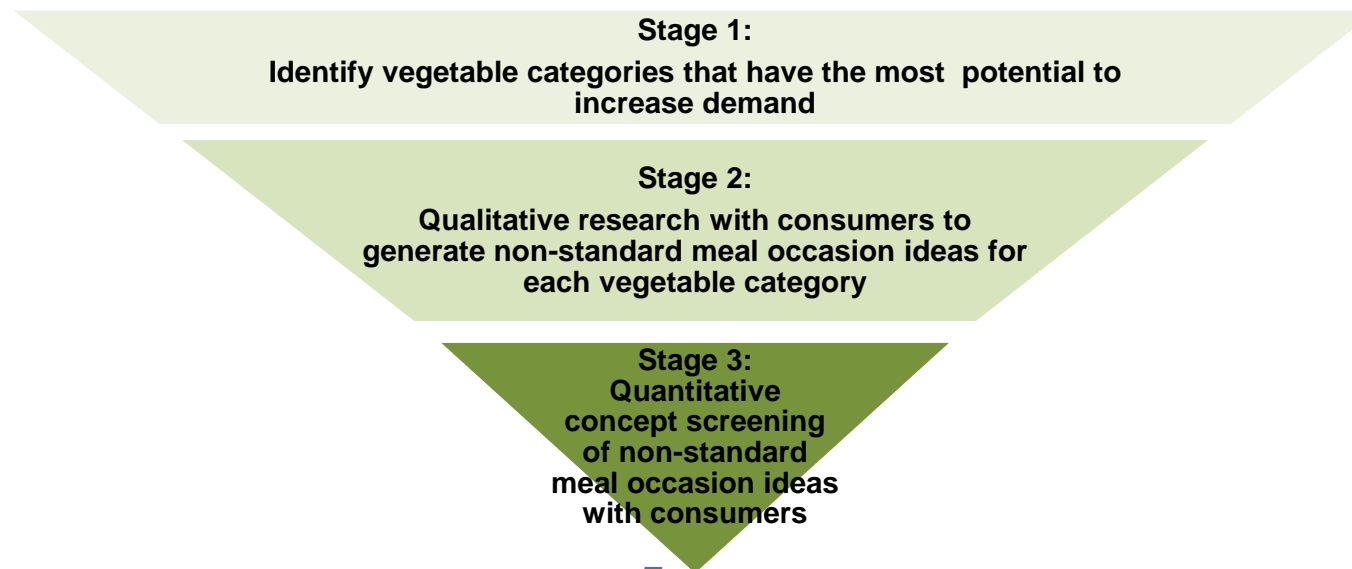 Stage 1:
Identify vegetable categories that have the most  potential to
increase demand
Stage 2:
Qualitative research with consumers to
generate non-standard meal occasion ideas for
each vegetable category
Stage 3:
Quantitative
concept screening
of non-standard
meal occasion ideas
with consumers